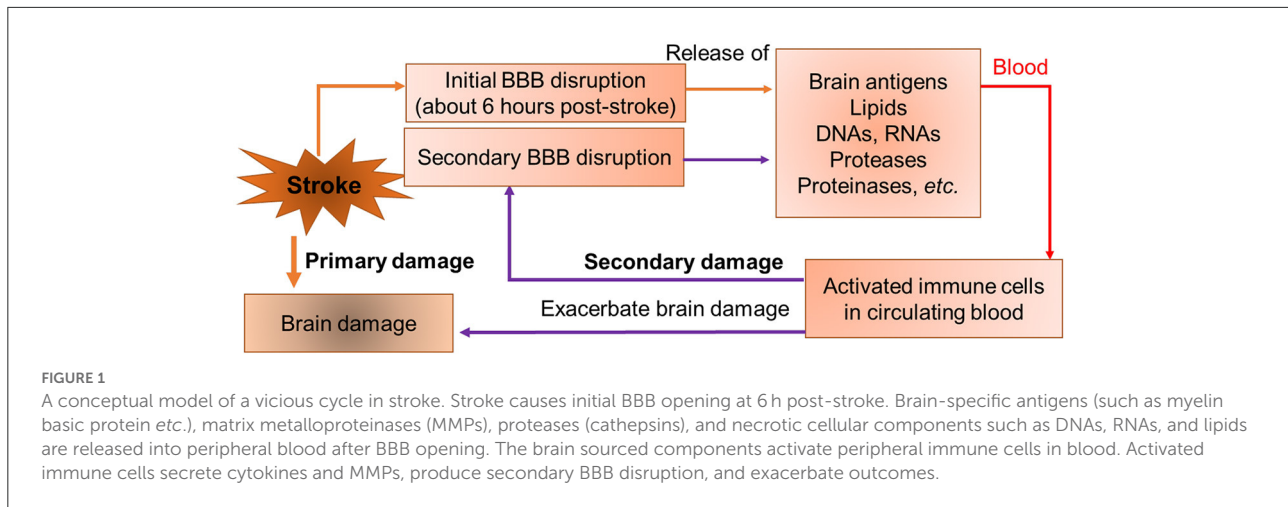 Release of
Blood
Initial BBB disruption
(about 6 hours post-stroke)
Brain antigens
Lipids
DNAs, RNAs
Proteases
Proteinases, etc.
Secondary BBB disruption
Stroke
Primary damage
Secondary damage
Activated immune cells
in circulating blood
Exacerbate brain damage
Brain damage
FIGURE 1
A conceptual model of a vicious cycle in stroke. Stroke causes initial BBB opening at 6 h post-stroke. Brain-specific antigens (such as myelin
basic protein etc.), matrix metalloproteinases (MMPs), proteases (cathepsins), and necrotic cellular components such as DNAs, RNAs, and lipids
are released into peripheral blood after BBB opening. The brain sourced components activate peripheral immune cells in blood. Activated
immune cells secrete cytokines and MMPs, produce secondary BBB disruption, and exacerbate outcomes.